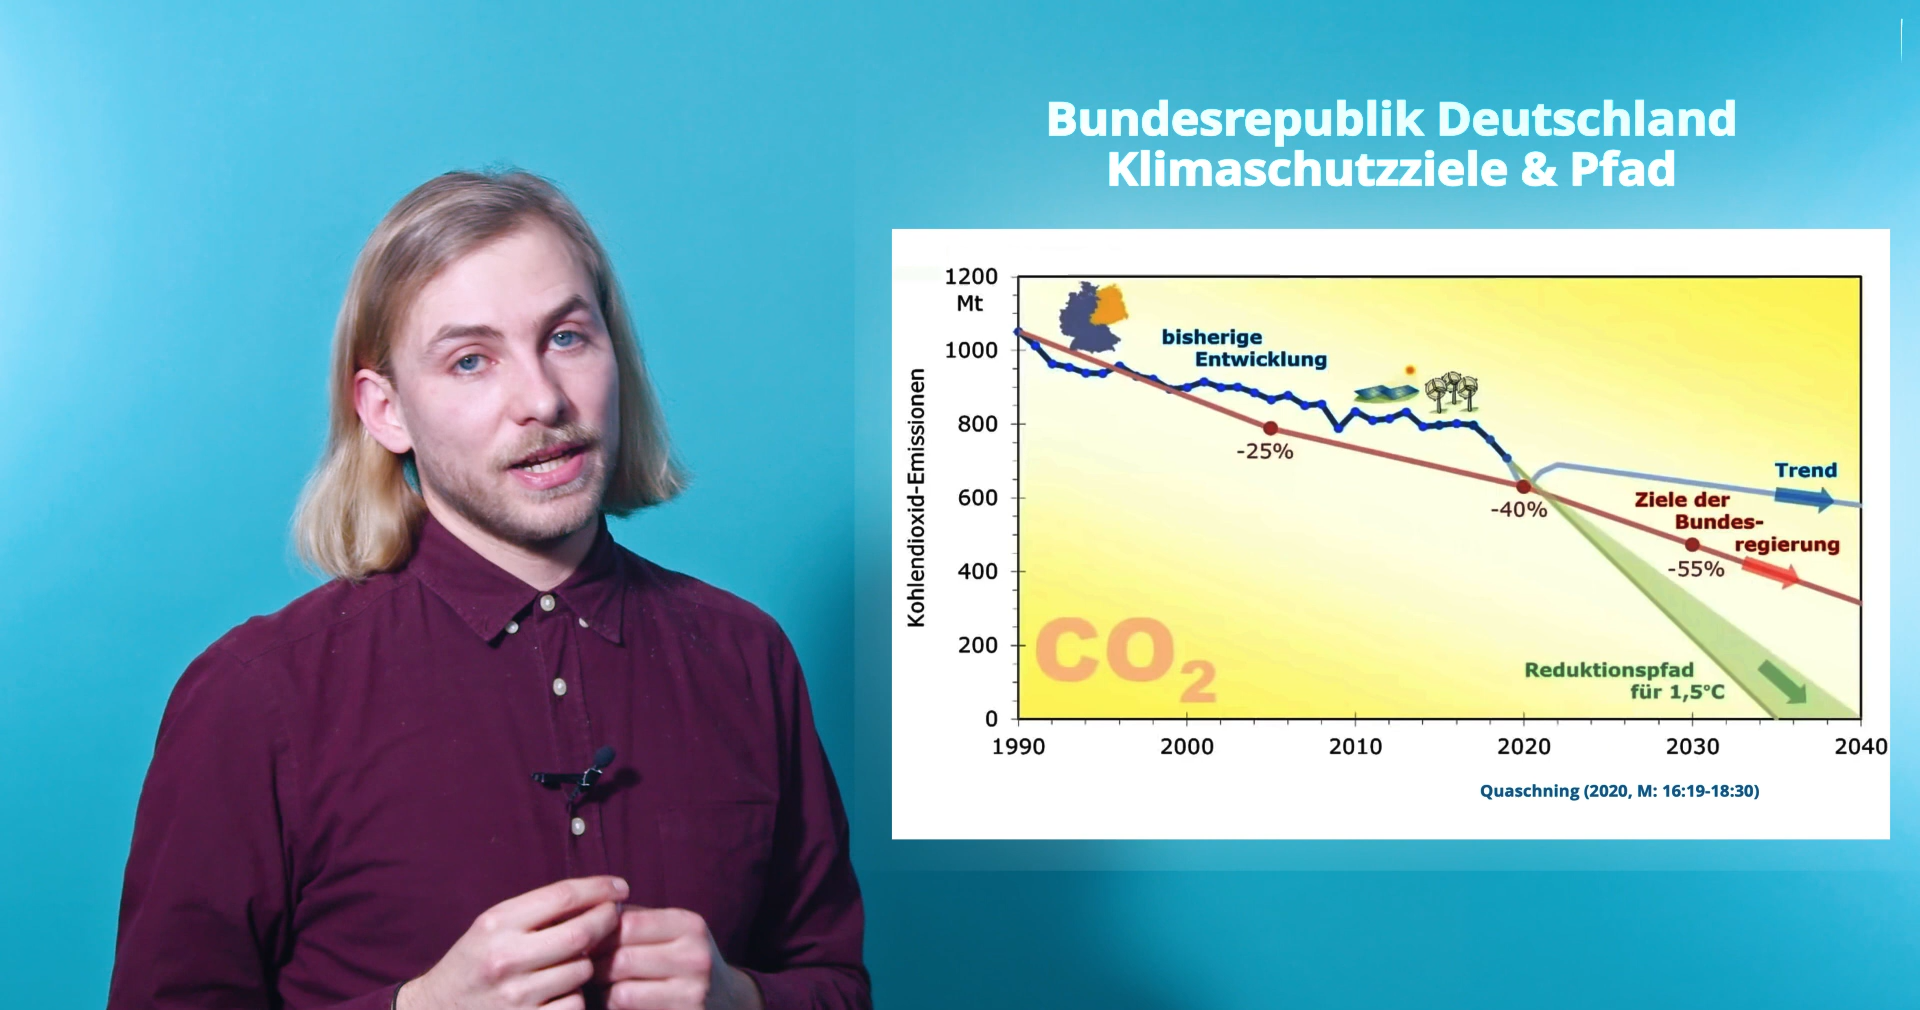 Bundesrepublik Deutschland
Klimaschutzziele & Pfad
1200
Mt
1000
800
600
400
200
0
Kohlendioxid-Emissionen
bisherige
Entwicklung
-25%
-40%
-55%
Trend
Ziele der
Bundes-
regierung
Reduktionspfad
für 1,5°C
CO2
1990 2000 2010 2020 2030 2040
Quaschning (2020, M: 16:19-18:30)